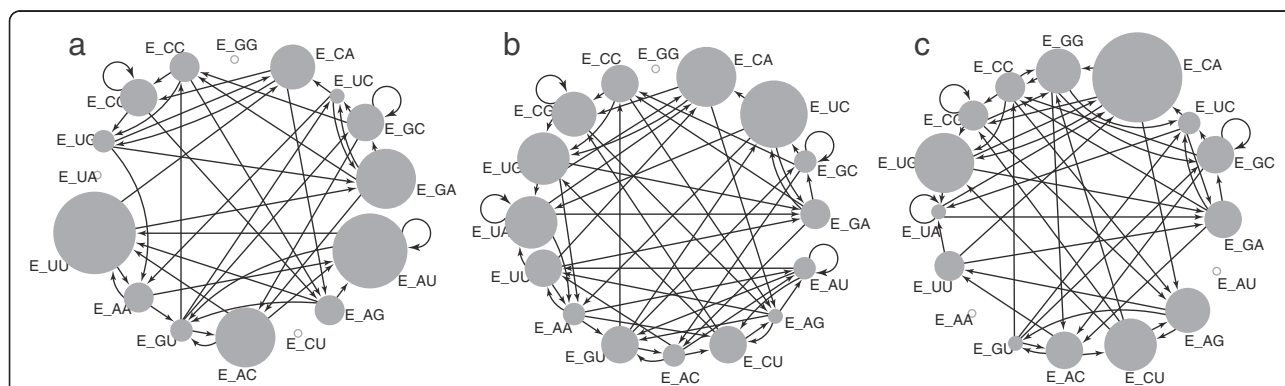 a
E_CC
E_GG
E_CA
E_UC
E_GC
E_CG
E_UG
E_UA
E_GA
E_UU
E_AU
E_AA
E_AG
E_GU
E_CU
E_AC
b
E_CC
E_GG
E_CA
E_UC
E_CG
E_UG
E_GC
E_UA
E_GA
E_UU
E_AU
E_AA
E_AG
E_GU
E_CU
E_AC
c
E_GG
E_CA
E_CC
E_UC
E_CG
E_GC
E_UG
E_UA
E_GA
E_UU
E_AU
E_AA
E_AG
E_GU
E_AC
E_CU